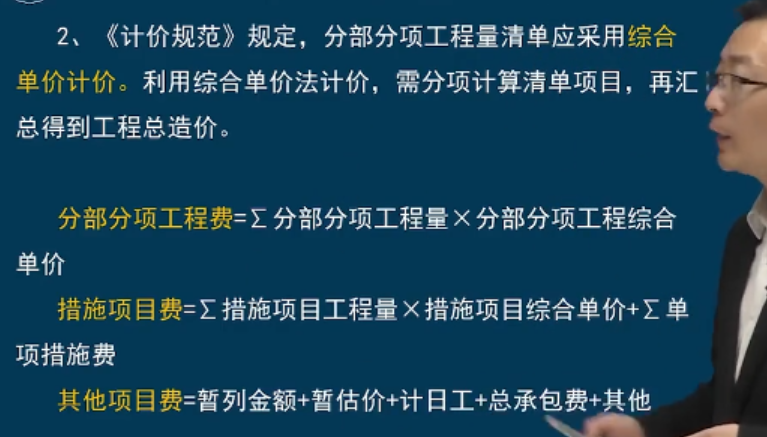 2、《计价规范》规定，分部分项工程量清单应采用综合
单价计价。利用综合单价法计价，需分项计算清单项目，再汇
总得到工程总造价。
分部分项工程费=∑分部分项工程量×分部分项工程综合
单价
措施项目费=∑措施项目工程量×措施项目综合单价+∑单
项措施费
其他项目费=暂列金额+暂估价+计日工+总承包费+其他